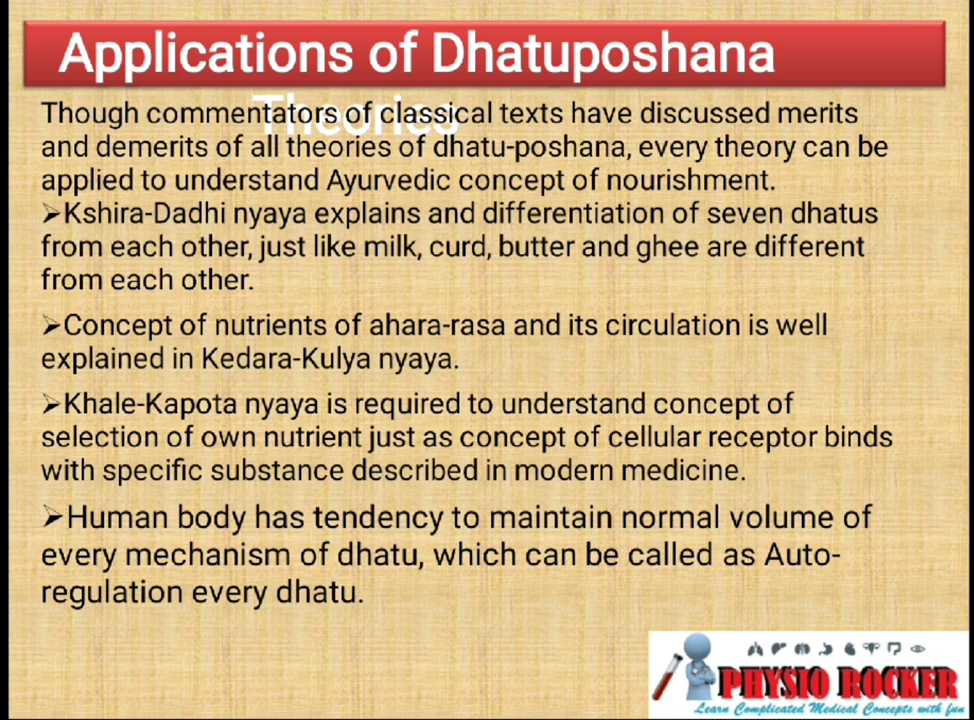 Applications of Dhatuposhana
Theories
Though commentators of classical texts have discussed merits
and demerits of all theories of dhatu-poshana, every theory can be
applied to understand Ayurvedic concept of nourishment.
➢Kshira-Dadhi nyaya explains and differentiation of seven dhatus
from each other, just like milk, curd, butter and ghee are different
from each other.
➢Concept of nutrients of ahara-rasa and its circulation is well
explained in Kedara-Kulya nyaya.
➢Khale-Kapota nyaya is required to understand concept of
selection of own nutrient just as concept of cellular receptor binds
with specific substance described in modern medicine.
➢Human body has tendency to maintain normal volume of
every mechanism of dhatu, which can be called as Auto-
regulation every dhatu.
PHYSIO ROCKER
Learn Complicated Medical Concepts with fun